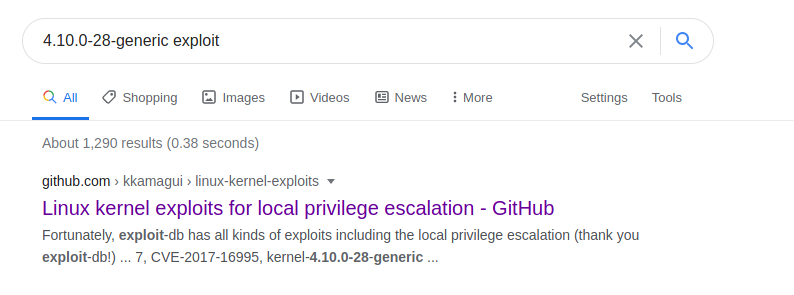 4.10.0-28-generic exploit
All Shopping Images Videos News More Settings Tools
About 1,290 results (0.38 seconds)
github.com › kkamagui › linux-kernel-exploits
Linux kernel exploits for local privilege escalation - GitHub
Fortunately, exploit-db has all kinds of exploits including the local privilege escalation (thank you
exploit-db!) ... 7, CVE-2017-16995, kernel-4.10.0-28-generic ...